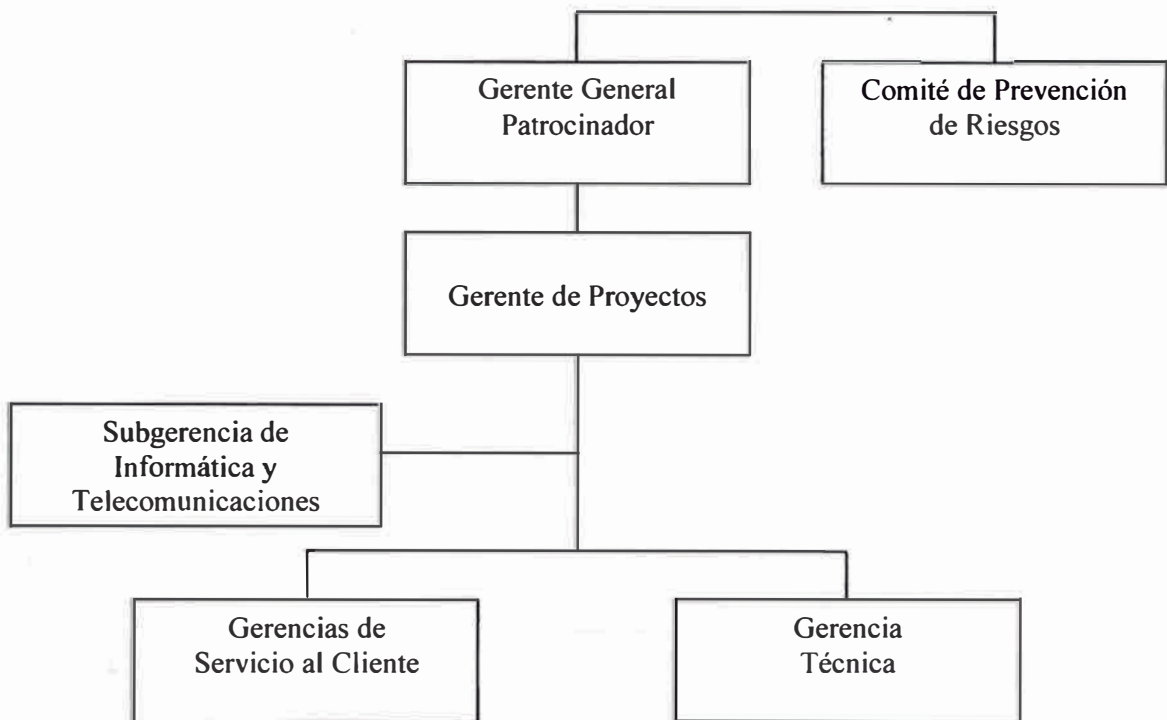 Gerente General
Patrocinador
Comité de Prevención
de Riesgos
Gerente de Proyectos
Subgerencia de
Informática y
Telecomunicaciones
Gerencias de
Servicio al Cliente
Gerencia
Técnica